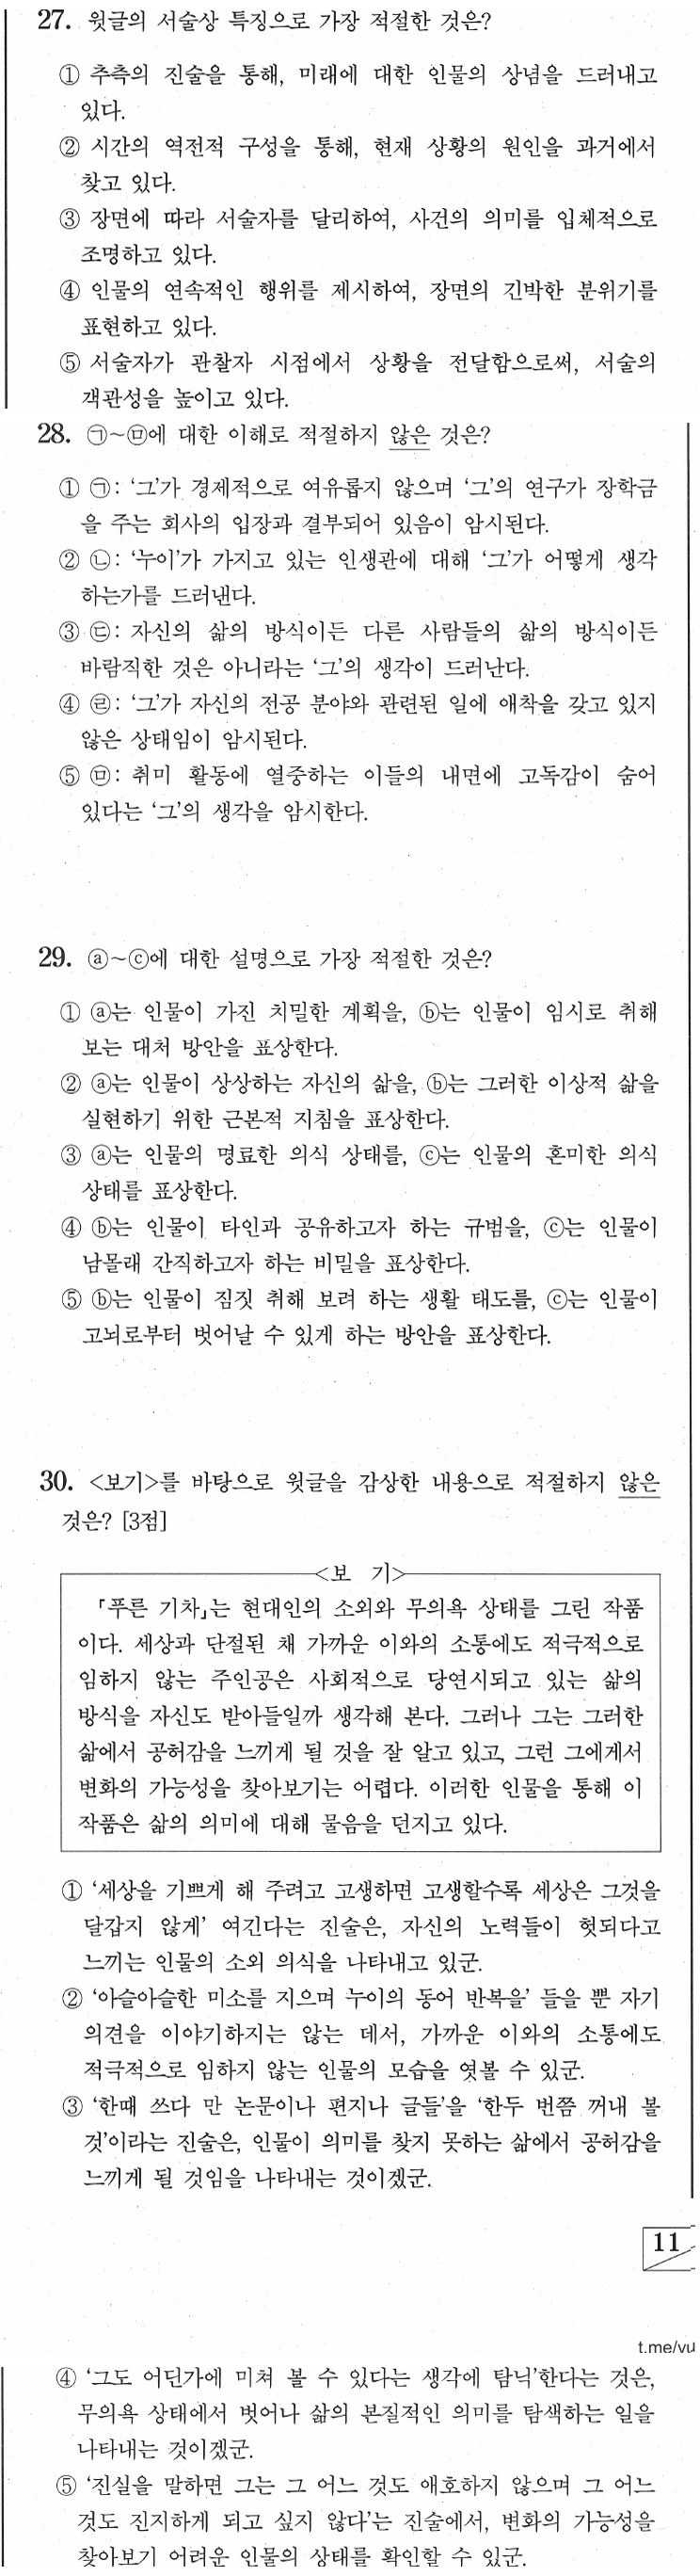 27. 윗글의 서술상 특징으로 가장 적절한 것은?
① 추측의 진술을 통해, 미래에 대한 인물의 상념을 드러내고
있다.
② 시간의 역전적 구성을 통해, 현재 상황의 원인을 과거에서
찾고 있다.
③ 장면에 따라 서술자를 달리하여, 사건의 의미를 입체적으로
조명하고 있다.
④ 인물의 연속적인 행위를 제시하여, 장면의 긴박한 분위기를
표현하고 있다.
⑤ 서술자가 관찰자 시점에서 상황을 전달함으로써, 서술의
객관성을 높이고 있다.
28. ㉠~㉤에 대한 이해로 적절하지 않은 것은?
① ㉠: ‘그’가 경제적으로 여유롭지 않으며 ‘그’의 연구가 장학금
을 주는 회사의 입장과 결부되어 있음이 암시된다.
② ㉡: ‘누이’가 가지고 있는 인생관에 대해 ‘그’가 어떻게 생각
하는가를 드러낸다.
③ ㉢: 자신의 삶의 방식이든 다른 사람들의 삶의 방식이든
바람직한 것은 아니라는 ‘그’의 생각이 드러난다.
④ ㉣: ‘그’가 자신의 전공 분야와 관련된 일에 애착을 갖고 있지
않은 상태임이 암시된다.
⑤ ㉤: 취미 활동에 열중하는 이들의 내면에 고독감이 숨어
있다는 ‘그’의 생각을 암시한다.
29. ⓐ~ⓒ에 대한 설명으로 가장 적절한 것은?
① ⓐ는 인물이 가진 치밀한 계획을, ⓑ는 인물이 임시로 취해
보는 대처 방안을 표상한다.
② ⓐ는 인물이 상상하는 자신의 삶을, ⓑ는 그러한 이상적 삶을
실현하기 위한 근본적 지침을 표상한다.
③ ⓐ는 인물의 명료한 의식 상태를, ⓒ는 인물의 혼미한 의식
상태를 표상한다.
④ ⓑ는 인물이 타인과 공유하고자 하는 규범을, ⓒ는 인물이
남몰래 간직하고자 하는 비밀을 표상한다.
⑤ ⓑ는 인물이 짐짓 취해 보려 하는 생활 태도를, ⓒ는 인물이
고뇌로부터 벗어날 수 있게 하는 방안을 표상한다.
30. <보기>를 바탕으로 윗글을 감상한 내용으로 적절하지 않은
것은? [3점]
<보 기>
「푸른 기차」는 현대인의 소외와 무의욕 상태를 그린 작품
이다. 세상과 단절된 채 가까운 이와의 소통에도 적극적으로
임하지 않는 주인공은 사회적으로 당연시되고 있는 삶의
방식을 자신도 받아들일까 생각해 본다. 그러나 그는 그러한
삶에서 공허감을 느끼게 될 것을 잘 알고 있고, 그런 그에게서
변화의 가능성을 찾아보기는 어렵다. 이러한 인물을 통해 이
작품은 삶의 의미에 대해 물음을 던지고 있다.
① ‘세상을 기쁘게 해 주려고 고생하면 고생할수록 세상은 그것을
달갑지 않게’ 여긴다는 진술은, 자신의 노력들이 헛되다고
느끼는 인물의 소외 의식을 나타내고 있군.
② ‘아슬아슬한 미소를 지으며 누이의 동어 반복을’ 들을 뿐 자기
의견을 이야기하지는 않는 데서, 가까운 이와의 소통에도
적극적으로 임하지 않는 인물의 모습을 엿볼 수 있군.
③ ‘한때 쓰다 만 논문이나 편지나 글들’을 ‘한두 번쯤 꺼내 볼
것’이라는 진술은, 인물이 의미를 찾지 못하는 삶에서 공허감을
느끼게 될 것임을 나타내는 것이겠군.
11
t.me/vu
④ ‘그도 어딘가에 미쳐 볼 수 있다는 생각에 탐닉’한다는 것은,
무의욕 상태에서 벗어나 삶의 본질적인 의미를 탐색하는 일을
나타내는 것이겠군.
⑤ ‘진실을 말하면 그는 그 어느 것도 애호하지 않으며 그 어느
것도 진지하게 되고 싶지 않다’는 진술에서, 변화의 가능성을
찾아보기 어려운 인물의 상태를 확인할 수 있군.